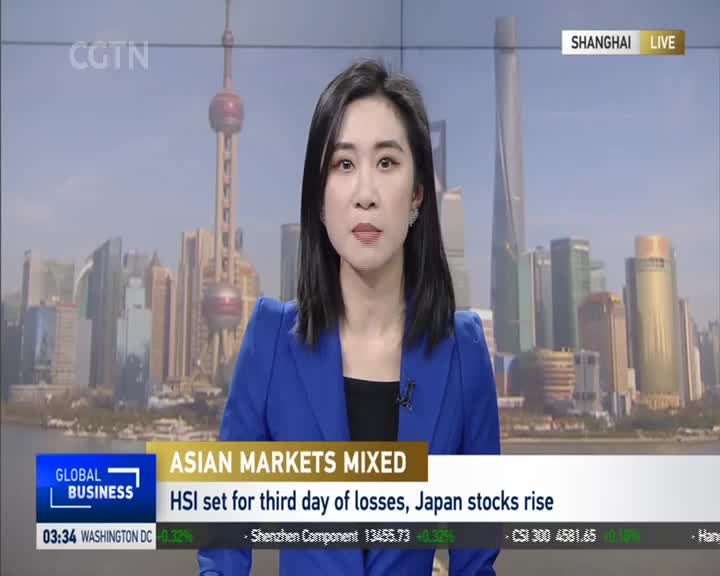 CGTN
SHANGHAI LIVE
ASIAN MARKETS MIXED
GLOBAL BUSINESS
HSI set for third day of losses, Japan stocks rise
03:34 WASHINGTON DC +0.32% · Shenzhen Component 13455.73 +0.32% · CSI 300 4581.65 +0.18% · Hang